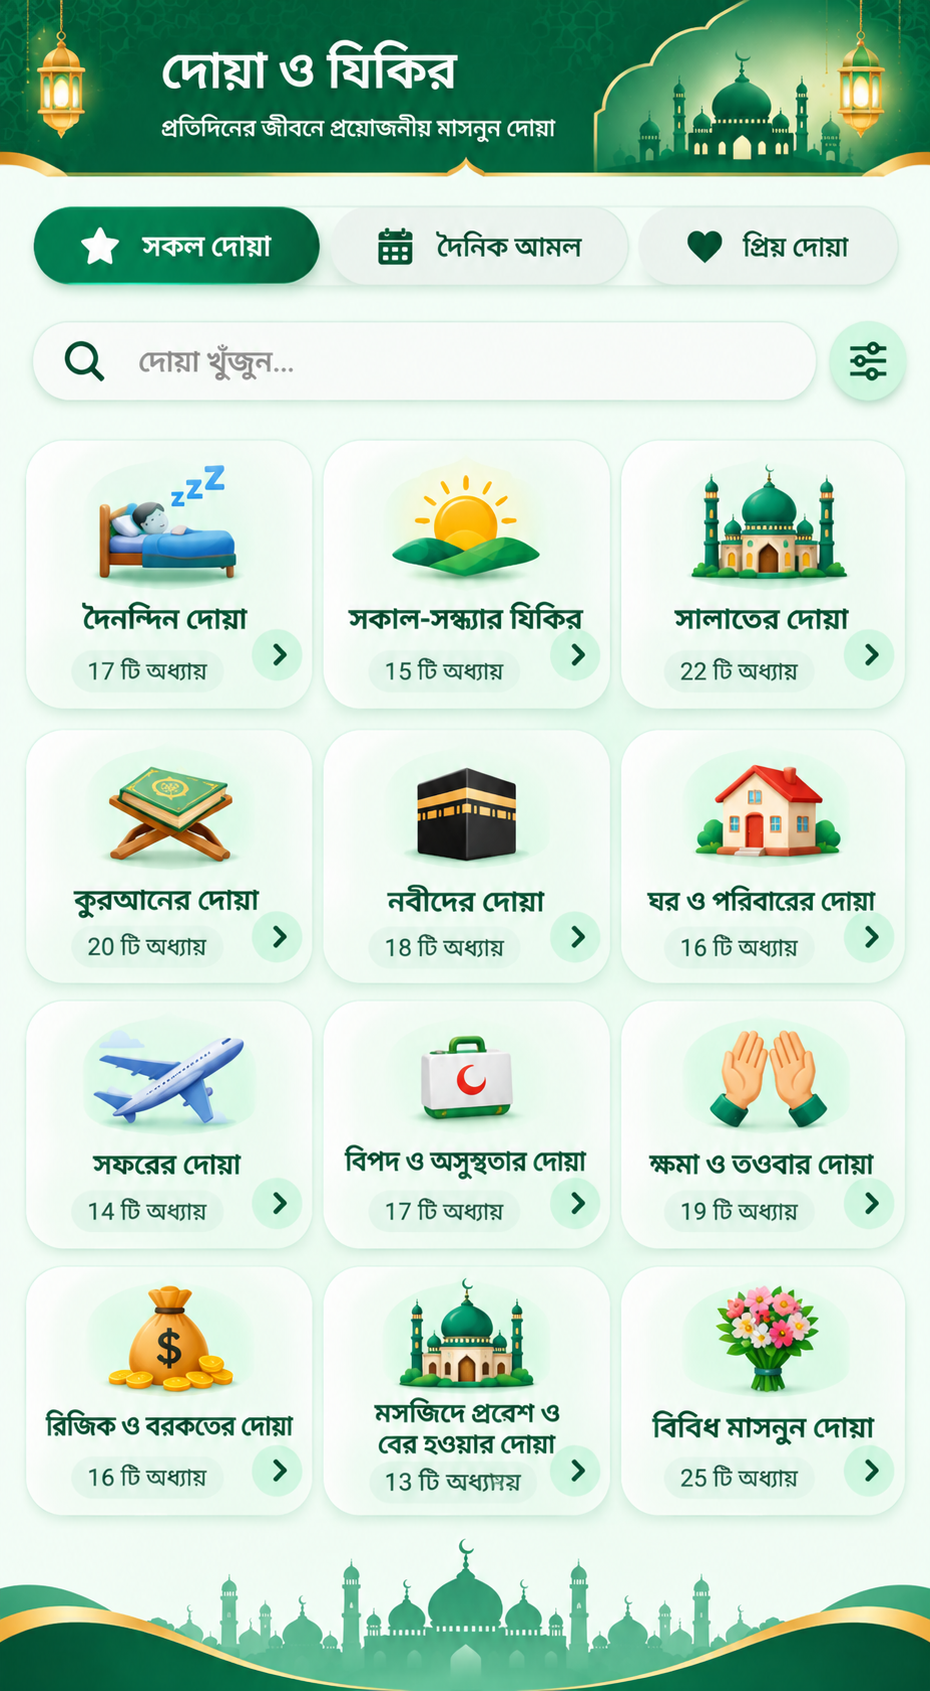 দোয়া ও যিকির
প্রতিদিনের জীবনে প্রয়োজনীয় মাসনুন দোয়া
সকল দোয়া
দৈনিক আমল
প্রিয় দোয়া
দোয়া খুঁজুন...
zzz
দৈনন্দিন দোয়া
17 টি অধ্যায়
সকাল-সন্ধ্যার যিকির
15 টি অধ্যায়
সালাতের দোয়া
22 টি অধ্যায়
কুরআনের দোয়া
20 টি অধ্যায়
নবীদের দোয়া
18 টি অধ্যায়
ঘর ও পরিবারের দোয়া
16 টি অধ্যায়
সফরের দোয়া
14 টি অধ্যায়
বিপদ ও অসুস্থতার দোয়া
17 টি অধ্যায়
ক্ষমা ও তওবার দোয়া
19 টি অধ্যায়
$
রিজিক ও বরকতের দোয়া
16 টি অধ্যায়
মসজিদে প্ররেশ ও
বের হওয়ার দোয়া
13 টি
বিবিধ মাসনুন দোয়া
25 টি অধ্যায়